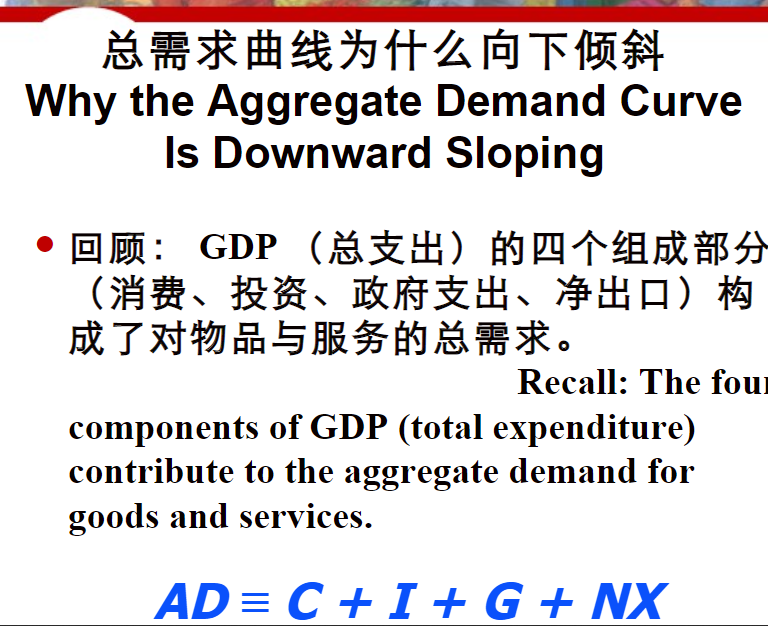 总需求曲线为什么向下倾斜
Why the Aggregate Demand Curve
Is Downward Sloping
回顾： GDP （总支出）的四个组成部分
（消费、投资、政府支出、净出口）构
成了对物品与服务的总需求。
Recall: The four
components of GDP (total expenditure)
contribute to the aggregate demand for
goods and services.
AD ≡ C + I + G + NX